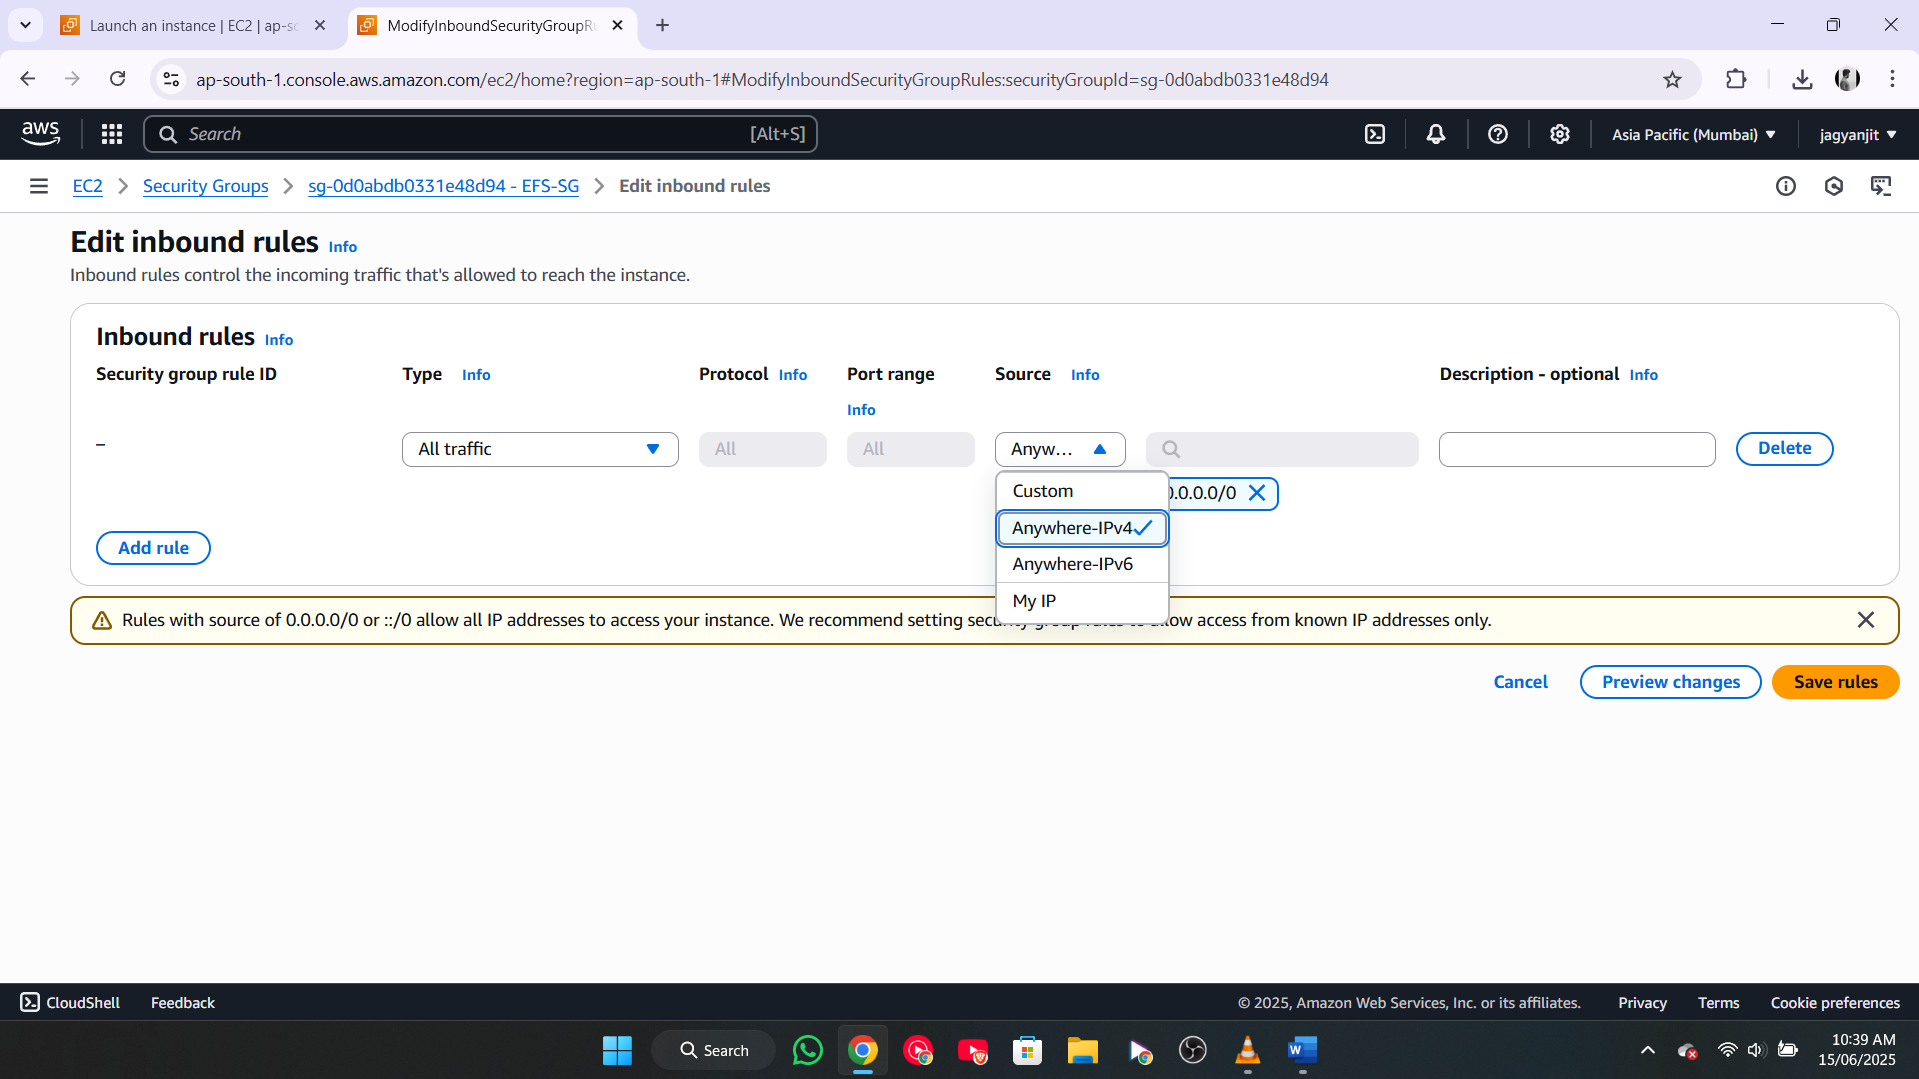 Launch an instance | EC2 | ap-sc
ModifyInboundSecurityGroupR
ap-south-1.console.aws.amazon.com/ec2/home?region=ap-south-1#ModifyInboundSecurityGroupRules:securityGroupId=sg-0d0abdb0331e48d94
aws
Search
[Alt+S]
Asia Pacific (Mumbai)
jagyanjit
EC2
Security Groups
sg-0d0abdb0331e48d94 - EFS-SG
Edit inbound rules
Edit inbound rules Info
Inbound rules control the incoming traffic that's allowed to reach the instance.
Inbound rules Info
Security group rule ID
Type Info
Protocol Info
Port range
Info
Source Info
Description - optional Info
–
All traffic
All
All
Anyw...
Delete
Custom
Anywhere-IPv4
Anywhere-IPv6
My IP
0.0.0.0/0
Add rule
Rules with source of 0.0.0.0/0 or ::/0 allow all IP addresses to access your instance. We recommend setting security group rules to allow access from known IP addresses only.
Cancel
Preview changes
Save rules
CloudShell
Feedback
© 2025, Amazon Web Services, Inc. or its affiliates.
Privacy
Terms
Cookie preferences
Search
10:39 AM
15/06/2025